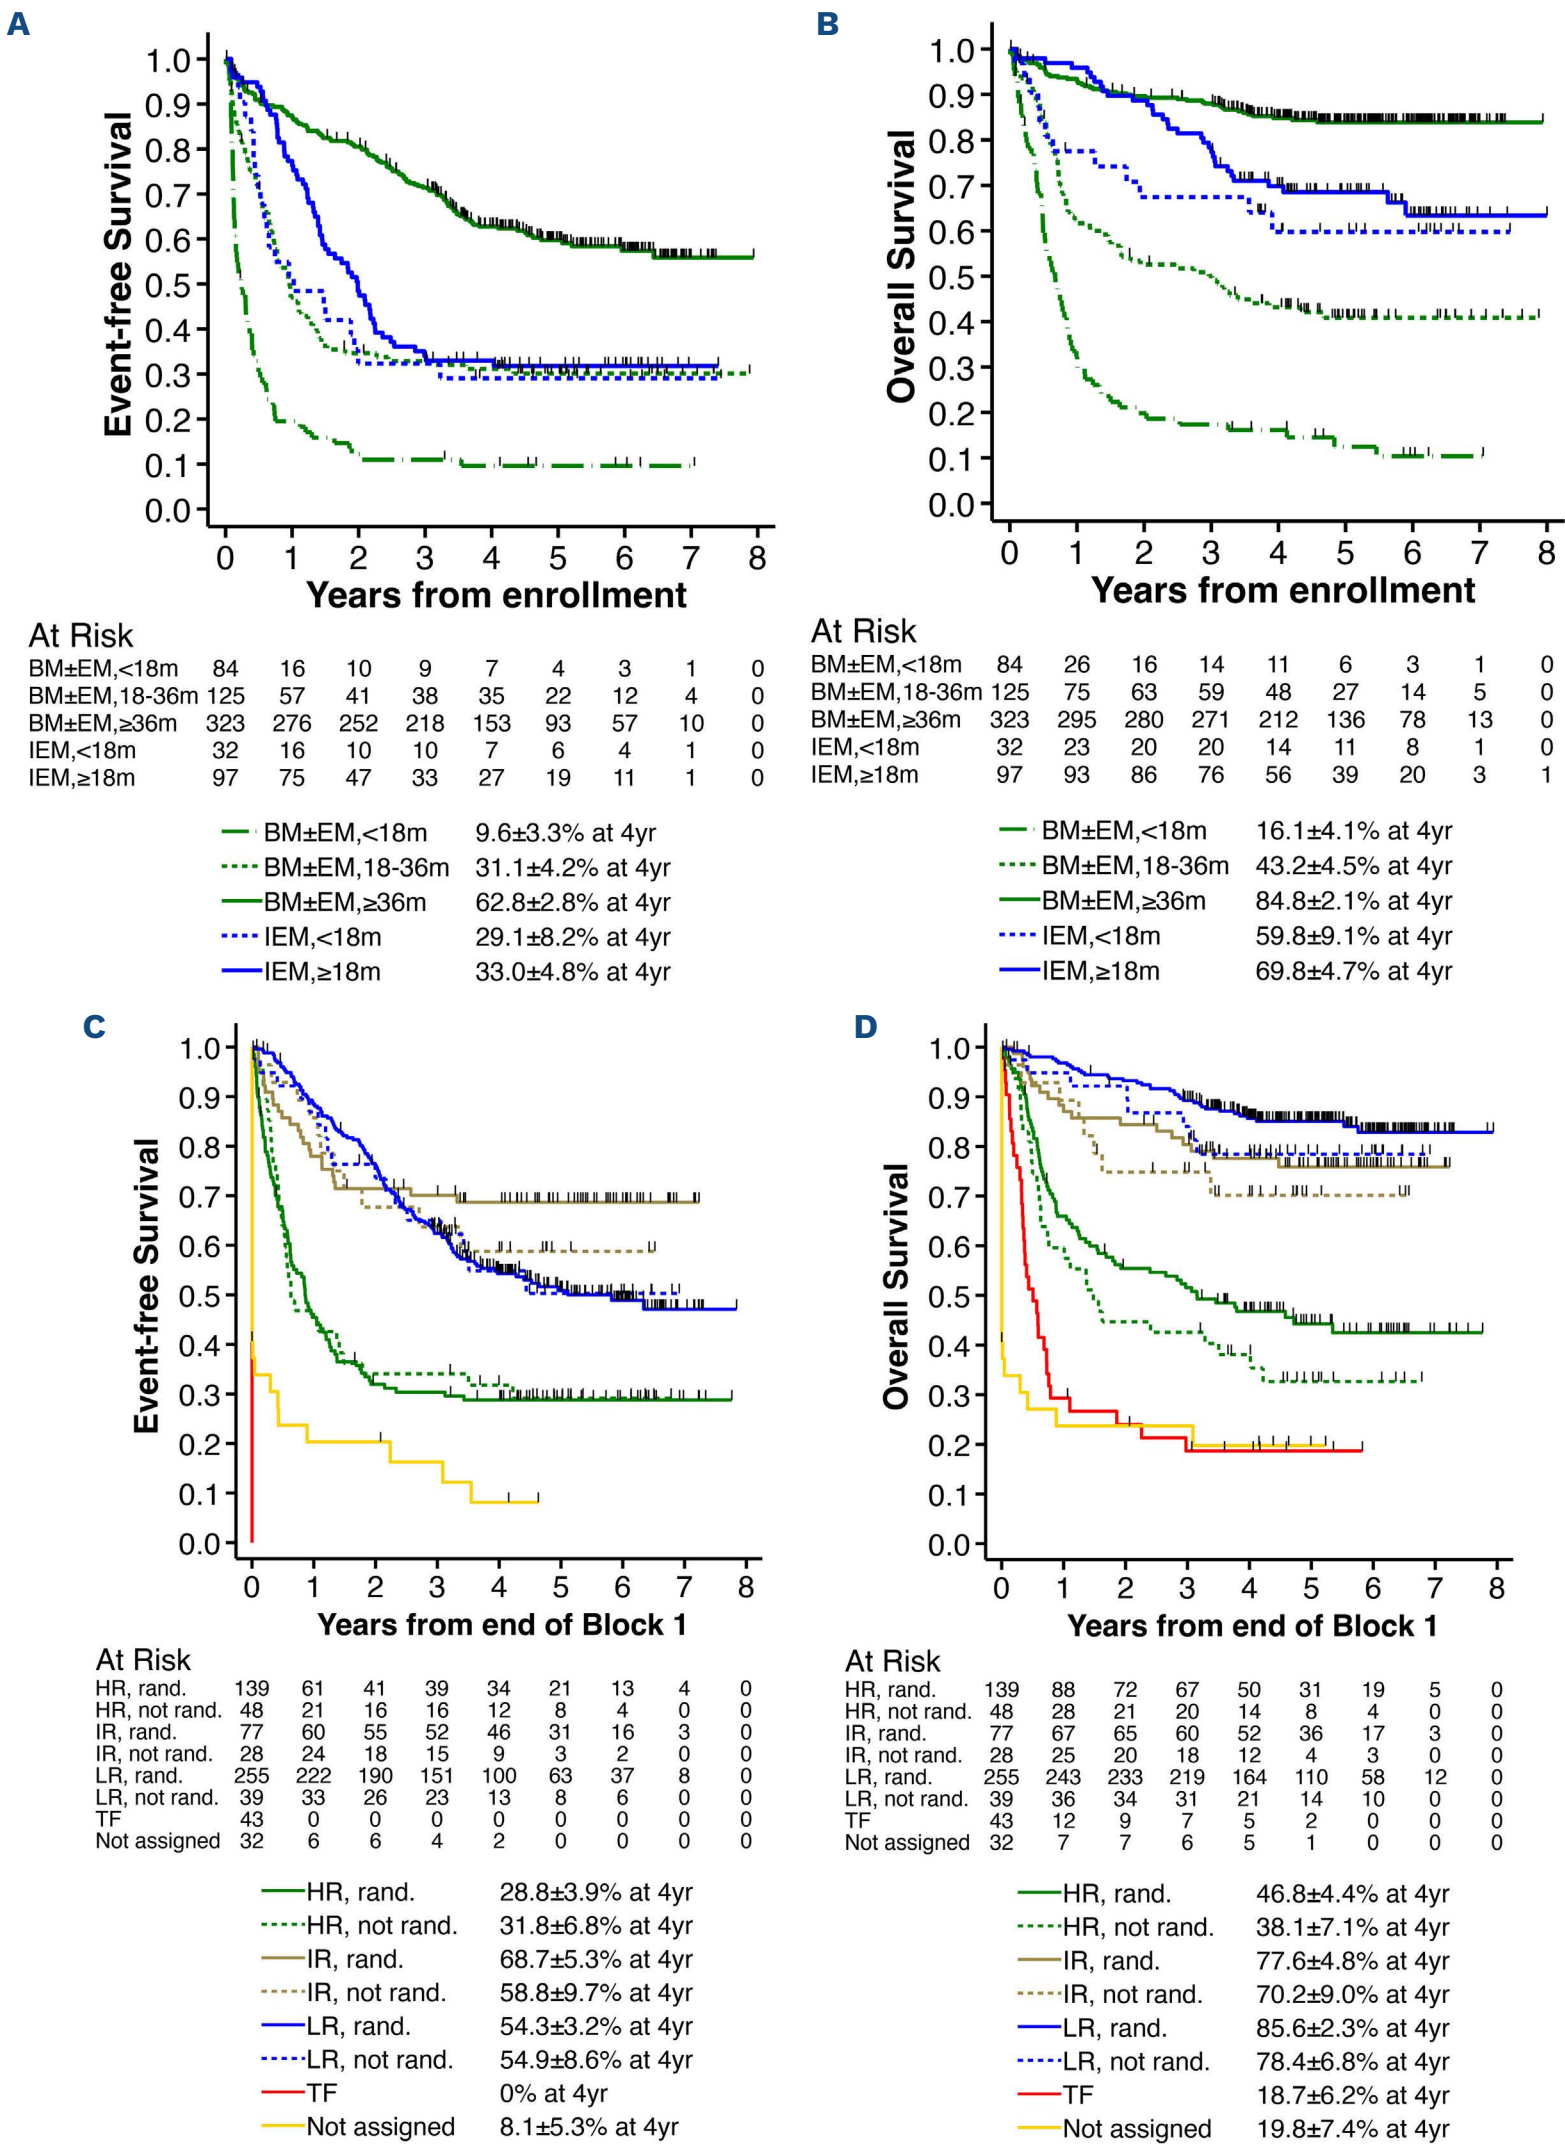 A
Event-free Survival
1.0
0.9
0.8
0.7
0.6
0.5
0.4
0.3
0.2
0.1
0.0
0 1 2 3 4 5 6 7 8
Years from enrollment
At Risk
BM±EM,<18m 84 16 10 9 7 4 3 1 0
BM±EM,18-36m 125 57 41 38 35 22 12 4 0
BM±EM,≥36m 323 276 252 218 153 93 57 10 0
IEM,<18m 32 16 10 10 7 6 4 1 0
IEM,≥18m 97 75 47 33 27 19 11 1 0
BM±EM,<18m 9.6±3.3% at 4yr
BM±EM,18-36m 31.1±4.2% at 4yr
BM±EM,≥36m 62.8±2.8% at 4yr
IEM,<18m 29.1±8.2% at 4yr
IEM,≥18m 33.0±4.8% at 4yr
B
Overall Survival
1.0
0.9
0.8
0.7
0.6
0.5
0.4
0.3
0.2
0.1
0.0
0 1 2 3 4 5 6 7 8
Years from enrollment
At Risk
BM±EM,<18m 84 26 16 14 11 6 3 1 0
BM±EM,18-36m 125 75 63 59 48 27 14 5 0
BM±EM,≥36m 323 295 280 271 212 136 78 13 0
IEM,<18m 32 23 20 20 14 11 8 1 0
IEM,≥18m 97 93 86 76 56 39 20 3 1
BM±EM,<18m 16.1±4.1% at 4yr
BM±EM,18-36m 43.2±4.5% at 4yr
BM±EM,≥36m 84.8±2.1% at 4yr
IEM,<18m 59.8±9.1% at 4yr
IEM,≥18m 69.8±4.7% at 4yr
C
Event-free Survival
1.0
0.9
0.8
0.7
0.6
0.5
0.4
0.3
0.2
0.1
0.0
0 1 2 3 4 5 6 7 8
Years from end of Block 1
At Risk
HR, rand. 139 61 41 39 34 21 13 4 0
HR, not rand. 48 21 16 16 12 8 4 0 0
IR, rand. 77 60 55 52 46 31 16 3 0
IR, not rand. 28 24 18 15 9 3 2 0 0
LR, rand. 255 222 190 151 100 63 37 8 0
LR, not rand. 39 33 26 23 13 8 6 0 0
TF 43 0 0 0 0 0 0 0 0
Not assigned 32 6 6 4 2 0 0 0 0
HR, rand. 28.8±3.9% at 4yr
HR, not rand. 31.8±6.8% at 4yr
IR, rand. 68.7±5.3% at 4yr
IR, not rand. 58.8±9.7% at 4yr
LR, rand. 54.3±3.2% at 4yr
LR, not rand. 54.9±8.6% at 4yr
TF 0% at 4yr
Not assigned 8.1±5.3% at 4yr
D
Overall Survival
1.0
0.9
0.8
0.7
0.6
0.5
0.4
0.3
0.2
0.1
0.0
0 1 2 3 4 5 6 7 8
Years from end of Block 1
At Risk
HR, rand. 139 88 72 67 50 31 19 5 0
HR, not rand. 48 28 21 20 14 8 4 0 0
IR, rand. 77 67 65 60 52 36 17 3 0
IR, not rand. 28 25 20 18 12 4 3 0 0
LR, rand. 255 243 233 219 164 110 58 12 0
LR, not rand. 39 36 34 31 21 14 10 0 0
TF 43 12 9 7 5 2 0 0 0
Not assigned 32 7 7 6 5 1 0 0 0
HR, rand. 46.8±4.4% at 4yr
HR, not rand. 38.1±7.1% at 4yr
IR, rand. 77.6±4.8% at 4yr
IR, not rand. 70.2±9.0% at 4yr
LR, rand. 85.6±2.3% at 4yr
LR, not rand. 78.4±6.8% at 4yr
TF 18.7±6.2% at 4yr
Not assigned 19.8±7.4% at 4yr